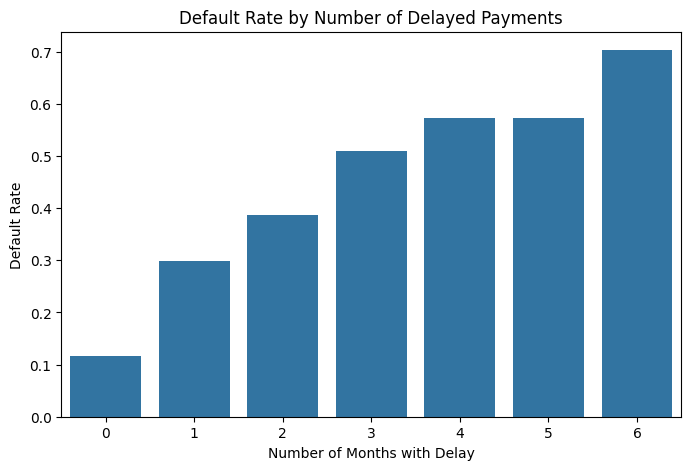 Default Rate by Number of Delayed Payments
0.7
0.6
0.5
0.4
0.3
0.2
0.1
0.0
Default Rate
0 1 2 3 4 5 6
Number of Months with Delay